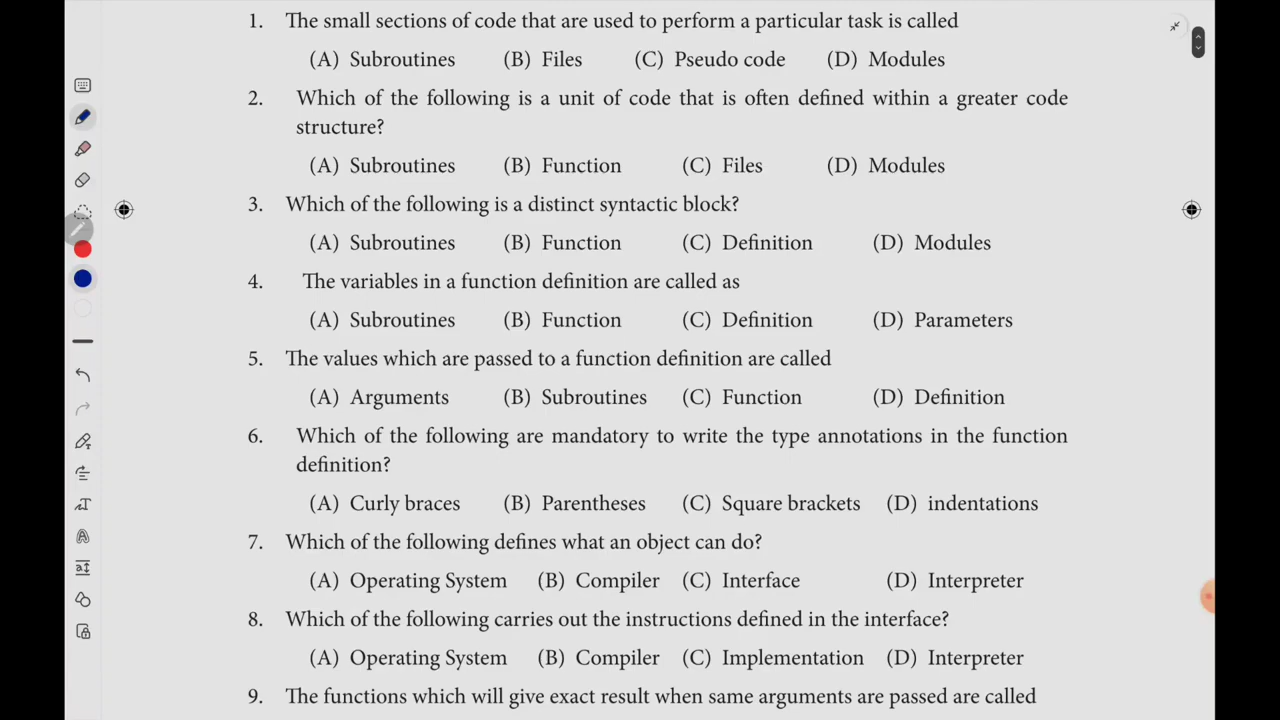 1. The small sections of code that are used to perform a particular task is called
(A) Subroutines (B) Files (C) Pseudo code (D) Modules
2. Which of the following is a unit of code that is often defined within a greater code
structure?
(A) Subroutines (B) Function (C) Files (D) Modules
3. Which of the following is a distinct syntactic block?
(A) Subroutines (B) Function (C) Definition (D) Modules
4. The variables in a function definition are called as
(A) Subroutines (B) Function (C) Definition (D) Parameters
5. The values which are passed to a function definition are called
(A) Arguments (B) Subroutines (C) Function (D) Definition
6. Which of the following are mandatory to write the type annotations in the function
definition?
(A) Curly braces (B) Parentheses (C) Square brackets (D) indentations
7. Which of the following defines what an object can do?
(A) Operating System (B) Compiler (C) Interface (D) Interpreter
8. Which of the following carries out the instructions defined in the interface?
(A) Operating System (B) Compiler (C) Implementation (D) Interpreter
9. The functions which will give exact result when same arguments are passed are called